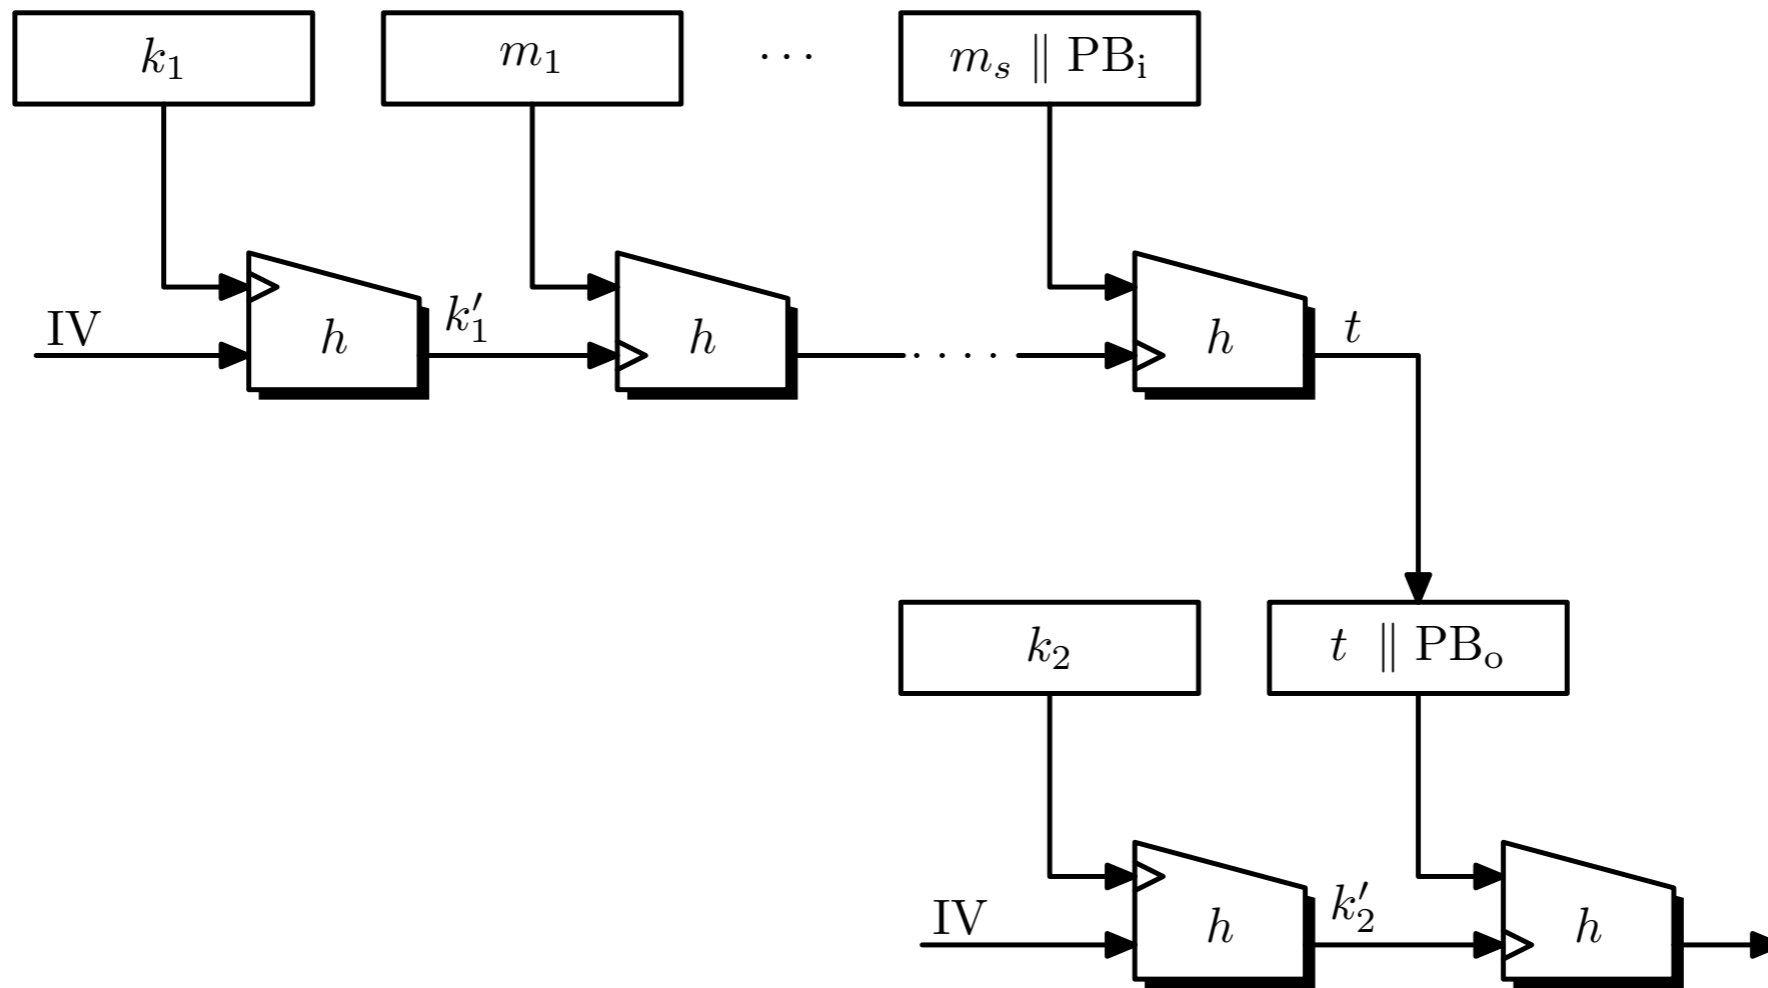 k₁ m₁ ⋯ mₛ ∥ PBᵢ
IV h k′₁ h · · · · h t
k₂ t ∥ PBₒ
IV h k′₂ h